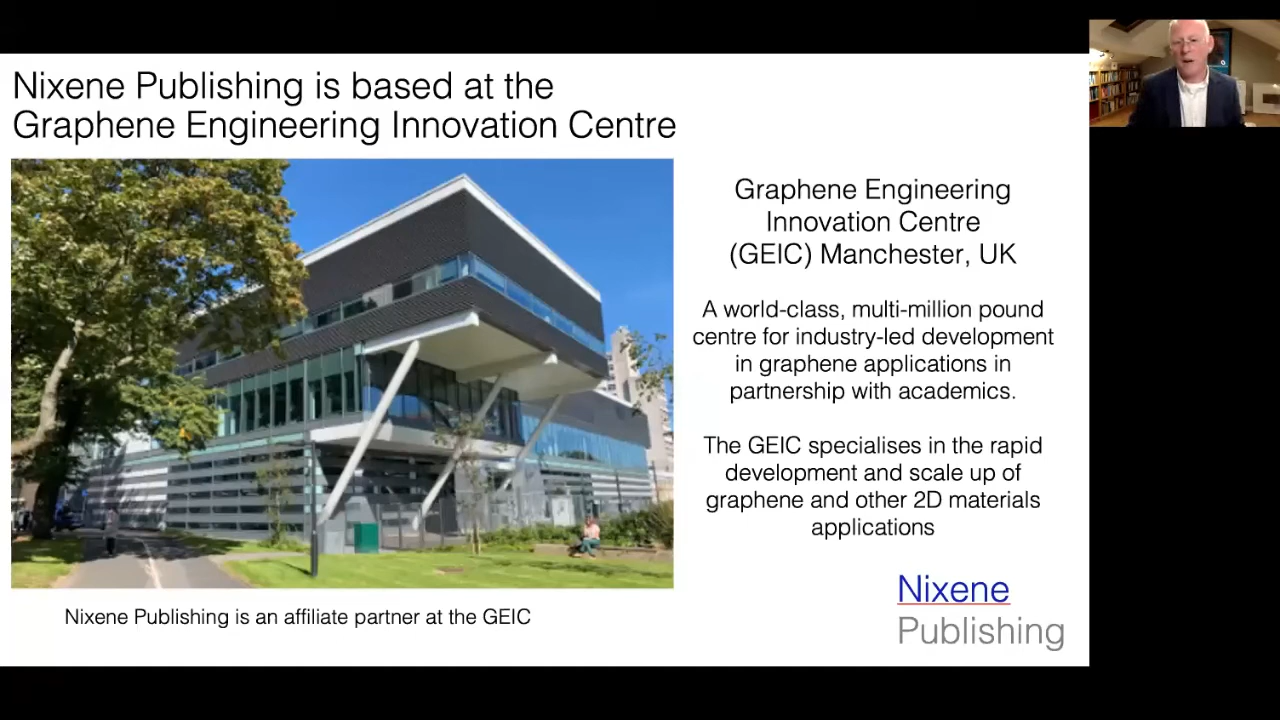 Nixene Publishing is based at the
Graphene Engineering Innovation Centre
Graphene Engineering
Innovation Centre
(GEIC) Manchester, UK
A world-class, multi-million pound
centre for industry-led development
in graphene applications in
partnership with academics.
The GEIC specialises in the rapid
development and scale up of
graphene and other 2D materials
applications
Nixene Publishing is an affiliate partner at the GEIC
Nixene
Publishing